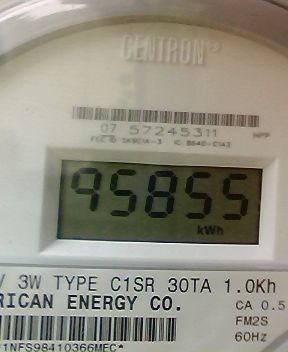 CENTRON®
07 57245311
95855
kWh
V 3W TYPE C1SR 30TA 1.0Kh
RICAN ENERGY CO.
CA 0.5
FM2S
60Hz
1NFS98410366MEC*